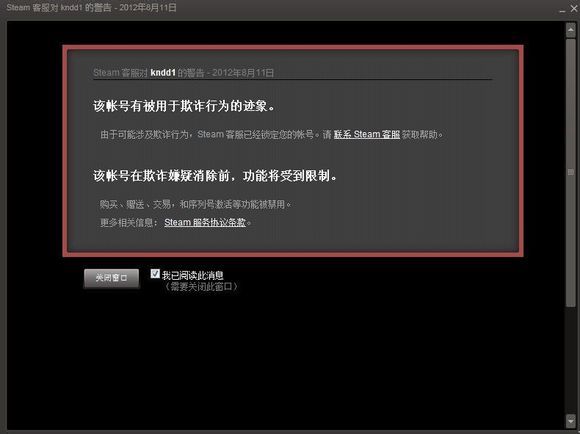 Steam 客服对 kndd1 的警告 - 2012年8月11日
Steam 客服对 kndd1 的警告 - 2012年8月11日
该帐号有被用于欺诈行为的迹象。
由于可能涉及欺诈行为，Steam 客服已经锁定您的帐号。请 联系 Steam 客服 获取帮助。
该帐号在欺诈嫌疑消除前，功能将受到限制。
购买、赠送、交易，和序列号激活等功能被禁用。
更多相关信息： Steam 服务协议条款。
关闭窗口 我已阅读此消息
（需要关闭此窗口）